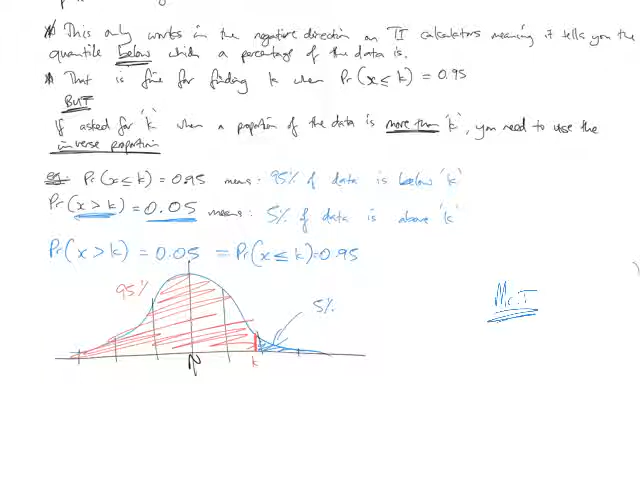 * This only works in the negative direction on TI calculators meaning it tells you the
quantile below which a percentage of the data is.
* That is fine for finding k when Pr(x ≤ k) = 0.95
BUT
If asked for 'k' when a proportion of the data is more than 'k', you need to use the
inverse proportion
eg: Pr(x ≤ k) = 0.95 means: 95% of data is below 'k'
Pr(x > k) = 0.05 means: 5% of data is above 'k'
Pr(x > k) = 0.05 = Pr(x ≤ k) = 0.95
95%
5%
k